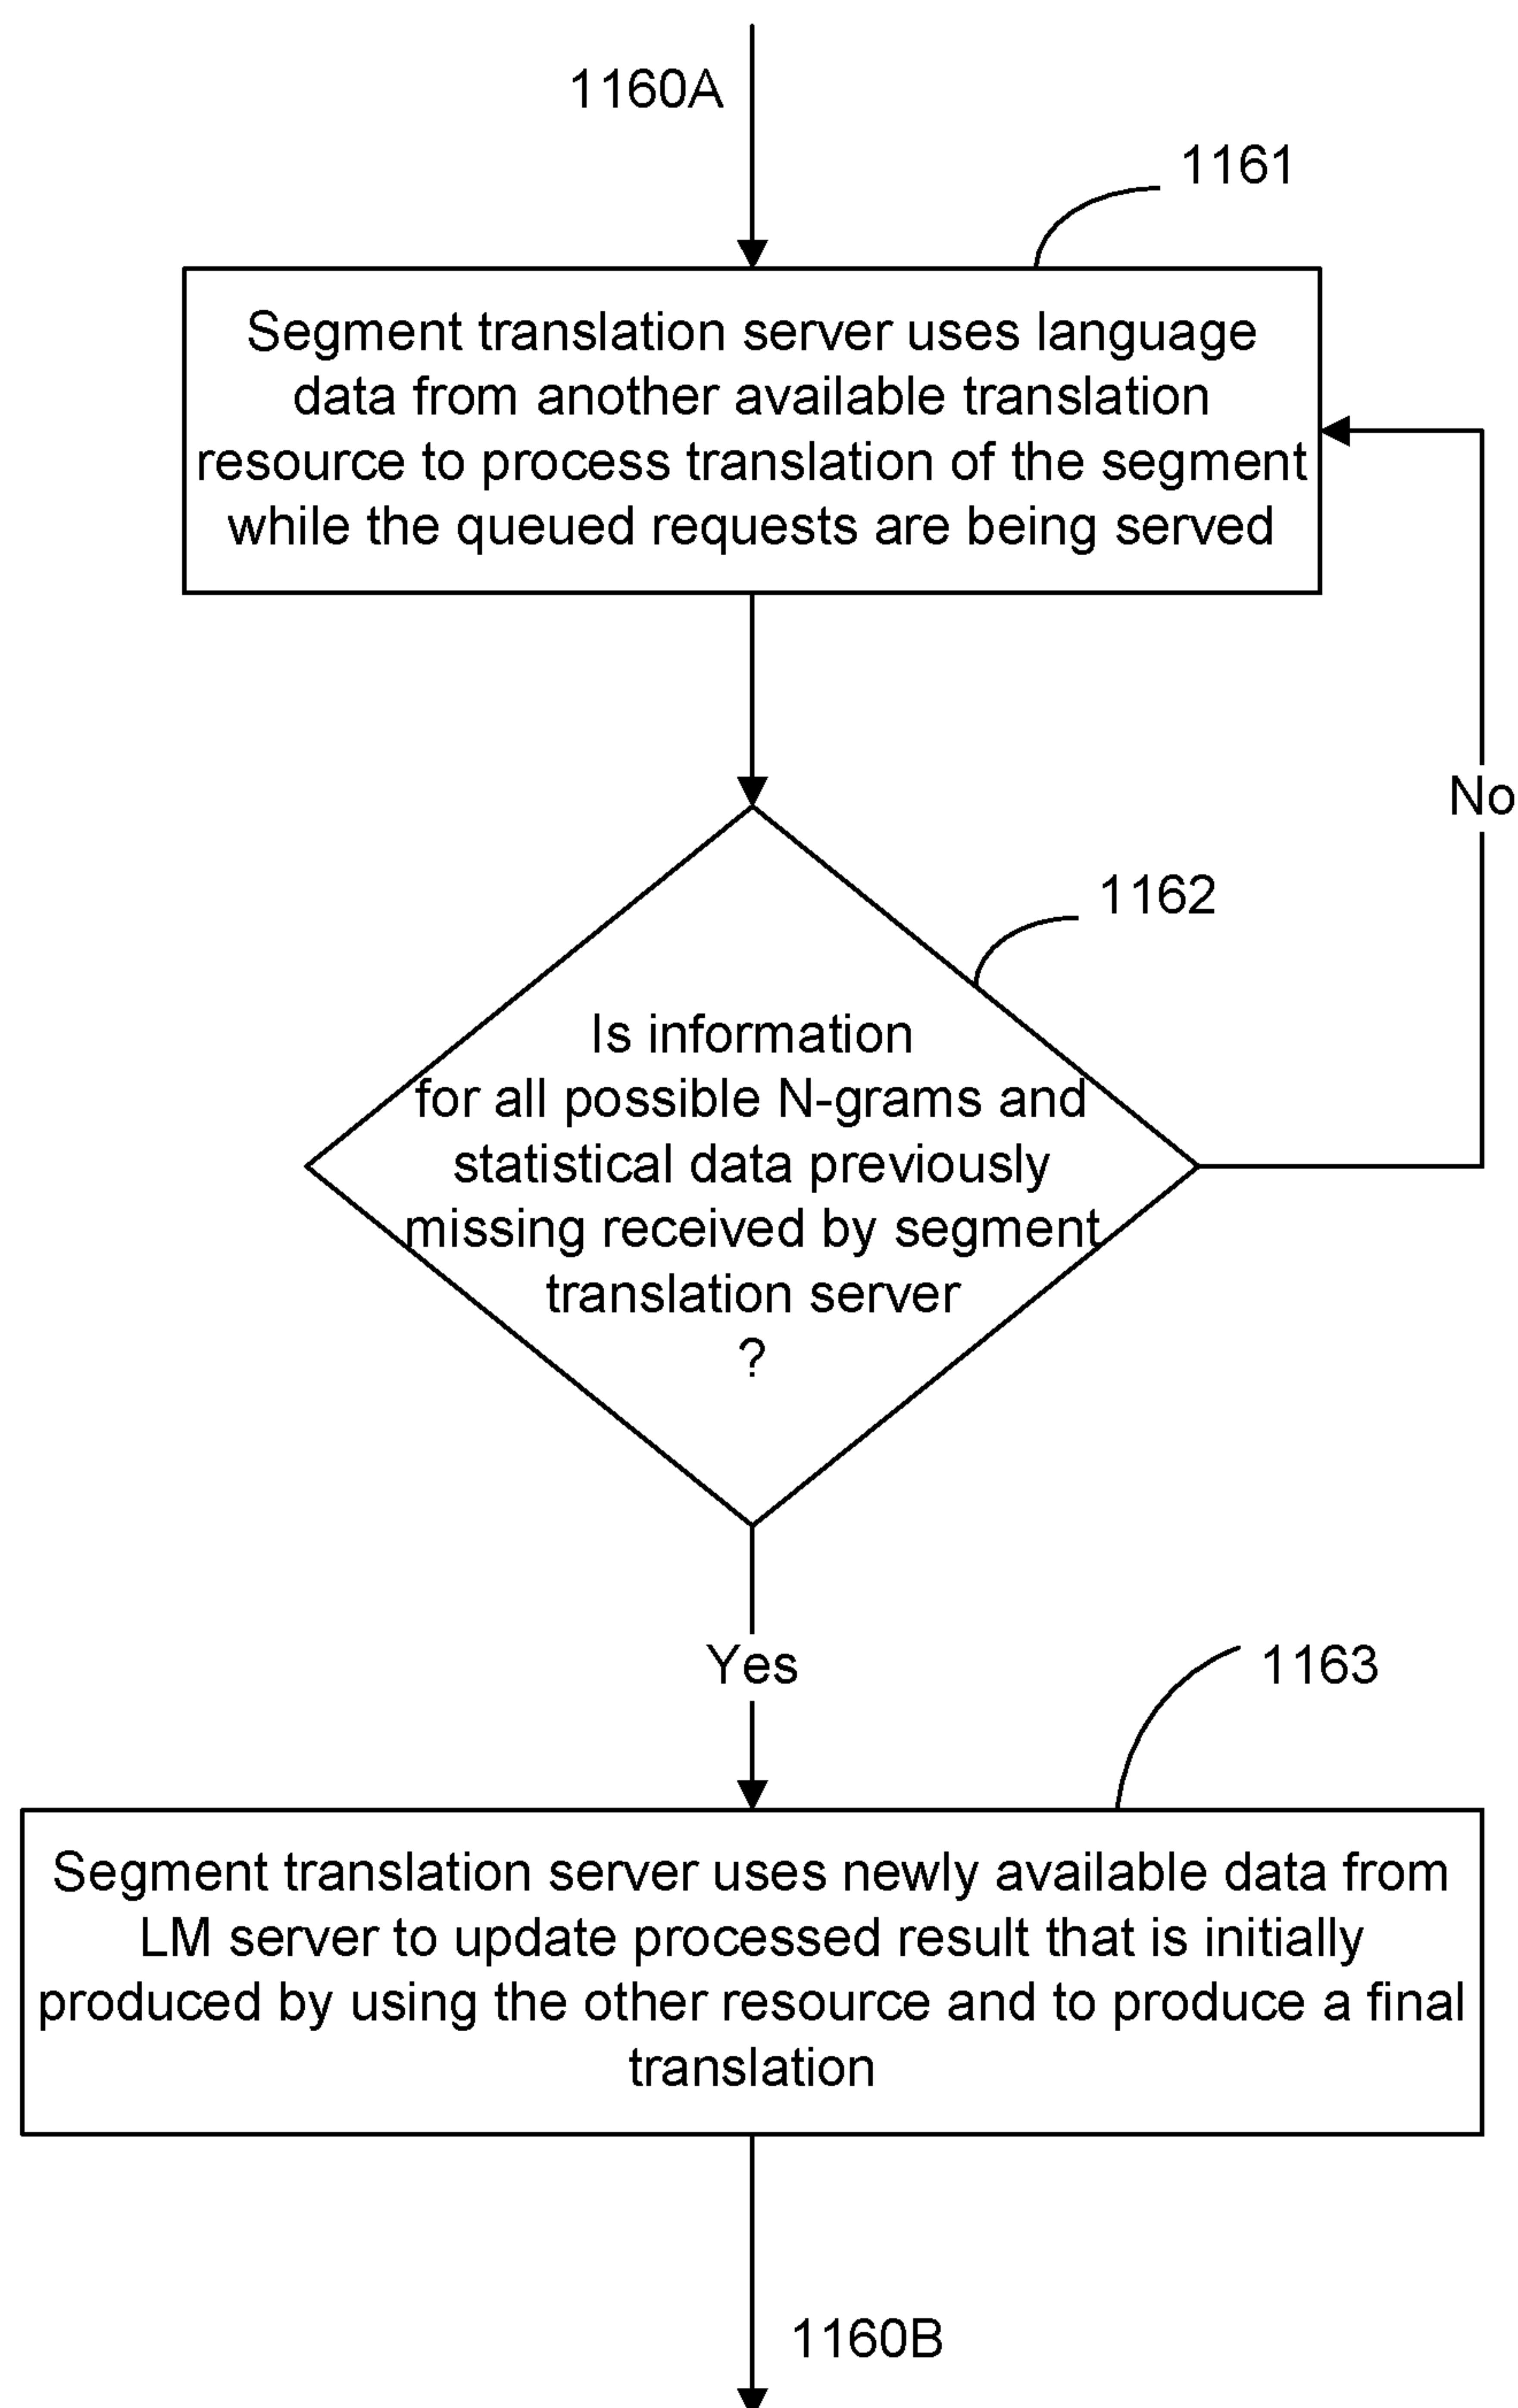 1160A
1161
Segment translation server uses language
data from another available translation
resource to process translation of the segment
while the queued requests are being served
No
1162
Is information
for all possible N-grams and
statistical data previously
missing received by segment
translation server
?
Yes
1163
Segment translation server uses newly available data from
LM server to update processed result that is initially
produced by using the other resource and to produce a final
translation
1160B